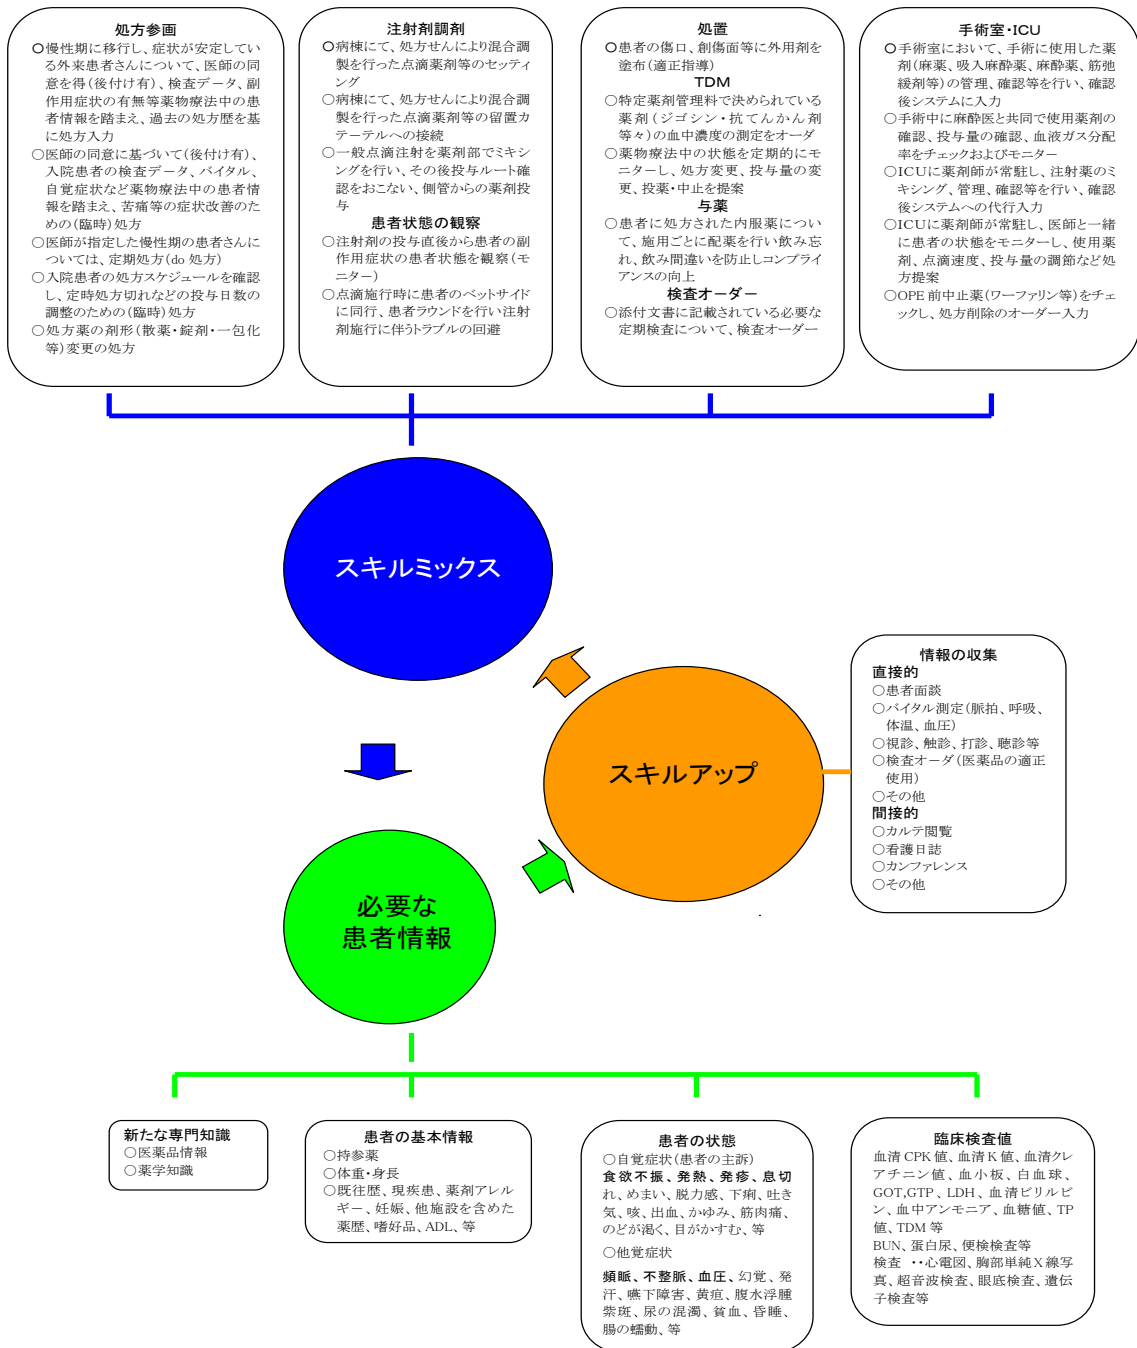 処方参画
○慢性期に移行し、症状が安定してい
る外来患者さんについて、医師の同
意を得(後付け有)、検査データ、副
作用症状の有無等薬物療法中の患
者情報を踏まえ、過去の処方歴を基
に処方入力
○医師の同意に基づいて(後付け有)、
入院患者の検査データ、バイタル、
自覚症状など薬物療法中の患者情
報を踏まえ、苦痛等の症状改善のた
めの(臨時)処方
○医師が指定した慢性期の患者さんに
ついては、定期処方(do 処方)
○入院患者の処方スケジュールを確認
し、定時処方切れなどの投与日数の
調整のための(臨時)処方
○処方薬の剤形(散薬・錠剤・一包化
等)変更の処方
注射剤調剤
○病棟にて、処方せんにより混合調
製を行った点滴薬剤等のセッティ
ング
○病棟にて、処方せんにより混合調
製を行った点滴薬剤等の留置カ
テーテルへの接続
○一般点滴注射を薬剤部でミキシ
ングを行い、その後投与ルート確
認をおこない、側管からの薬剤投
与
患者状態の観察
○注射剤の投与直後から患者の副
作用症状の患者状態を観察(モ
ニター)
○点滴施行時に患者のベットサイド
に同行、患者ラウンドを行い注射
剤施行に伴うトラブルの回避
処置
○患者の傷口、創傷面等に外用剤を
塗布(適正指導)
TDM
○特定薬剤管理料で決められている
薬剤(ジゴシン・抗てんかん剤
等々)の血中濃度の測定をオーダ
○薬物療法中の状態を定期的にモ
ニターし、処方変更、投与量の変
更、投薬・中止を提案
与薬
○患者に処方された内服薬につい
て、施用ごとに配薬を行い飲み忘
れ、飲み間違いを防止しコンプライ
アンスの向上
検査オーダー
○添付文書に記載されている必要な
定期検査について、検査オーダー
手術室・ICU
○手術室において、手術に使用した薬
剤(麻薬、吸入麻酔薬、麻酔薬、筋弛
緩剤等)の管理、確認等を行い、確認
後システムに入力
○手術中に麻酔医と共同で使用薬剤の
確認、投与量の確認、血液ガス分配
率をチェックおよびモニター
○ICUに薬剤師が常駐し、注射薬のミ
キシング、管理、確認等を行い、確認
後システムへの代行入力
○ICUに薬剤師が常駐し、医師と一緒
に患者の状態をモニターし、使用薬
剤、点滴速度、投与量の調節など処
方提案
○OPE 前中止薬(ワーファリン等)をチェ
ックし、処方削除のオーダー入力
スキルミックス
スキルアップ
必要な
患者情報
情報の収集
直接的
○患者面談
○バイタル測定(脈拍、呼吸、
体温、血圧)
○視診、触診、打診、聴診等
○検査オーダ(医薬品の適正
使用)
○その他
間接的
○カルテ閲覧
○看護日誌
○カンファレンス
○その他
新たな専門知識
○医薬品情報
○薬学知識
患者の基本情報
○持参薬
○体重・身長
○既往歴、現疾患、薬剤アレル
ギー、妊娠、他施設を含めた
薬歴、嗜好品、ADL、等
患者の状態
○自覚症状(患者の主訴)
食欲不振、発熱、発疹、息切
れ、めまい、脱力感、下痢、吐き
気、咳、出血、かゆみ、筋肉痛、
のどが渇く、目がかすむ、等
○他覚症状
頻脈、不整脈、血圧、幻覚、発
汗、嚥下障害、黄疸、腹水浮腫
紫斑、尿の混濁、貧血、昏睡、
腸の蠕動、等
臨床検査値
血清 CPK 値、血清 K 値、血清クレ
アチニン値、血小板、白血球、
GOT,GTP 、LDH 、血清ビリルビ
ン、血中アンモニア、血糖値、TP
値、TDM 等
BUN、蛋白尿、便検検査等
検査 ・・心電図、胸部単純X線写
真、超音波検査、眼底検査、遺伝
子検査等